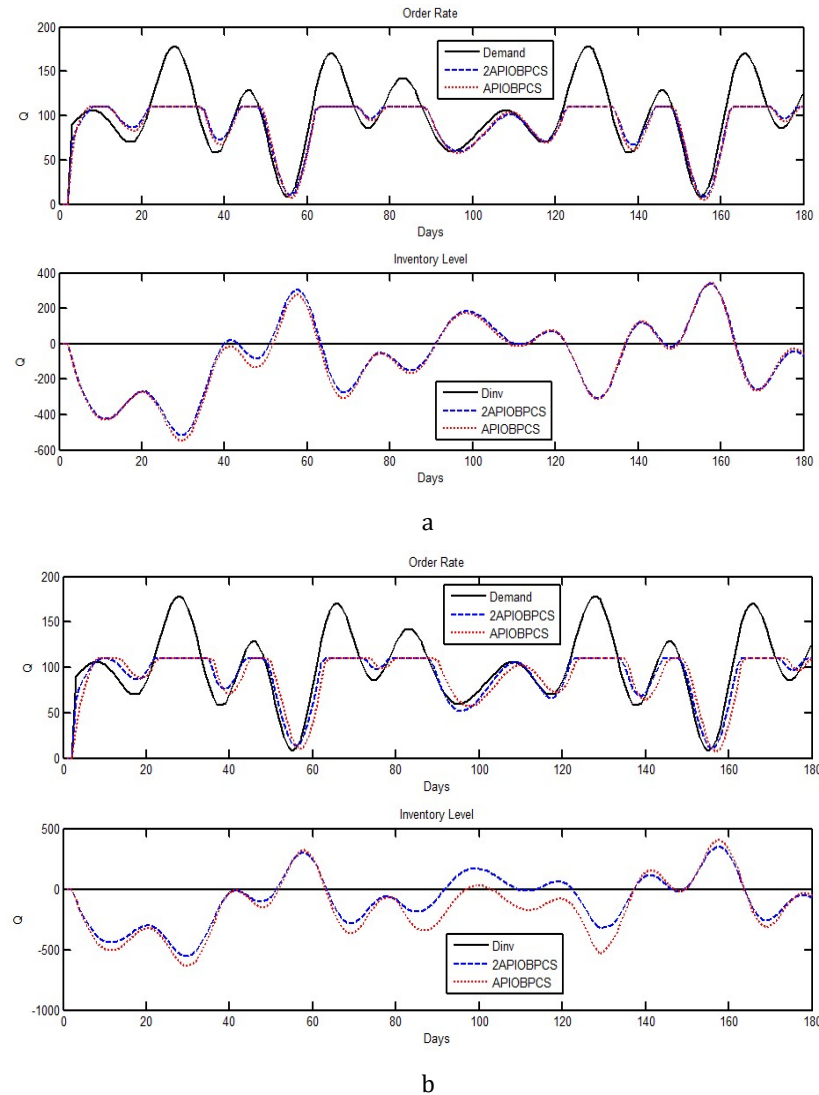 Order Rate
200
150
100
50
0
Q
Demand
2APIOBPCS
APIOBPCS
0 20 40 60 80 100 120 140 160 180
Days
Inventory Level
400
200
0
-200
-400
-600
Q
Dinv
2APIOBPCS
APIOBPCS
0 20 40 60 80 100 120 140 160 180
Days
a
Order Rate
200
150
100
50
0
Q
Demand
2APIOBPCS
APIOBPCS
0 20 40 60 80 100 120 140 160 180
Days
Inventory Level
500
0
-500
-1000
Q
Dinv
2APIOBPCS
APIOBPCS
0 20 40 60 80 100 120 140 160 180
Days
b